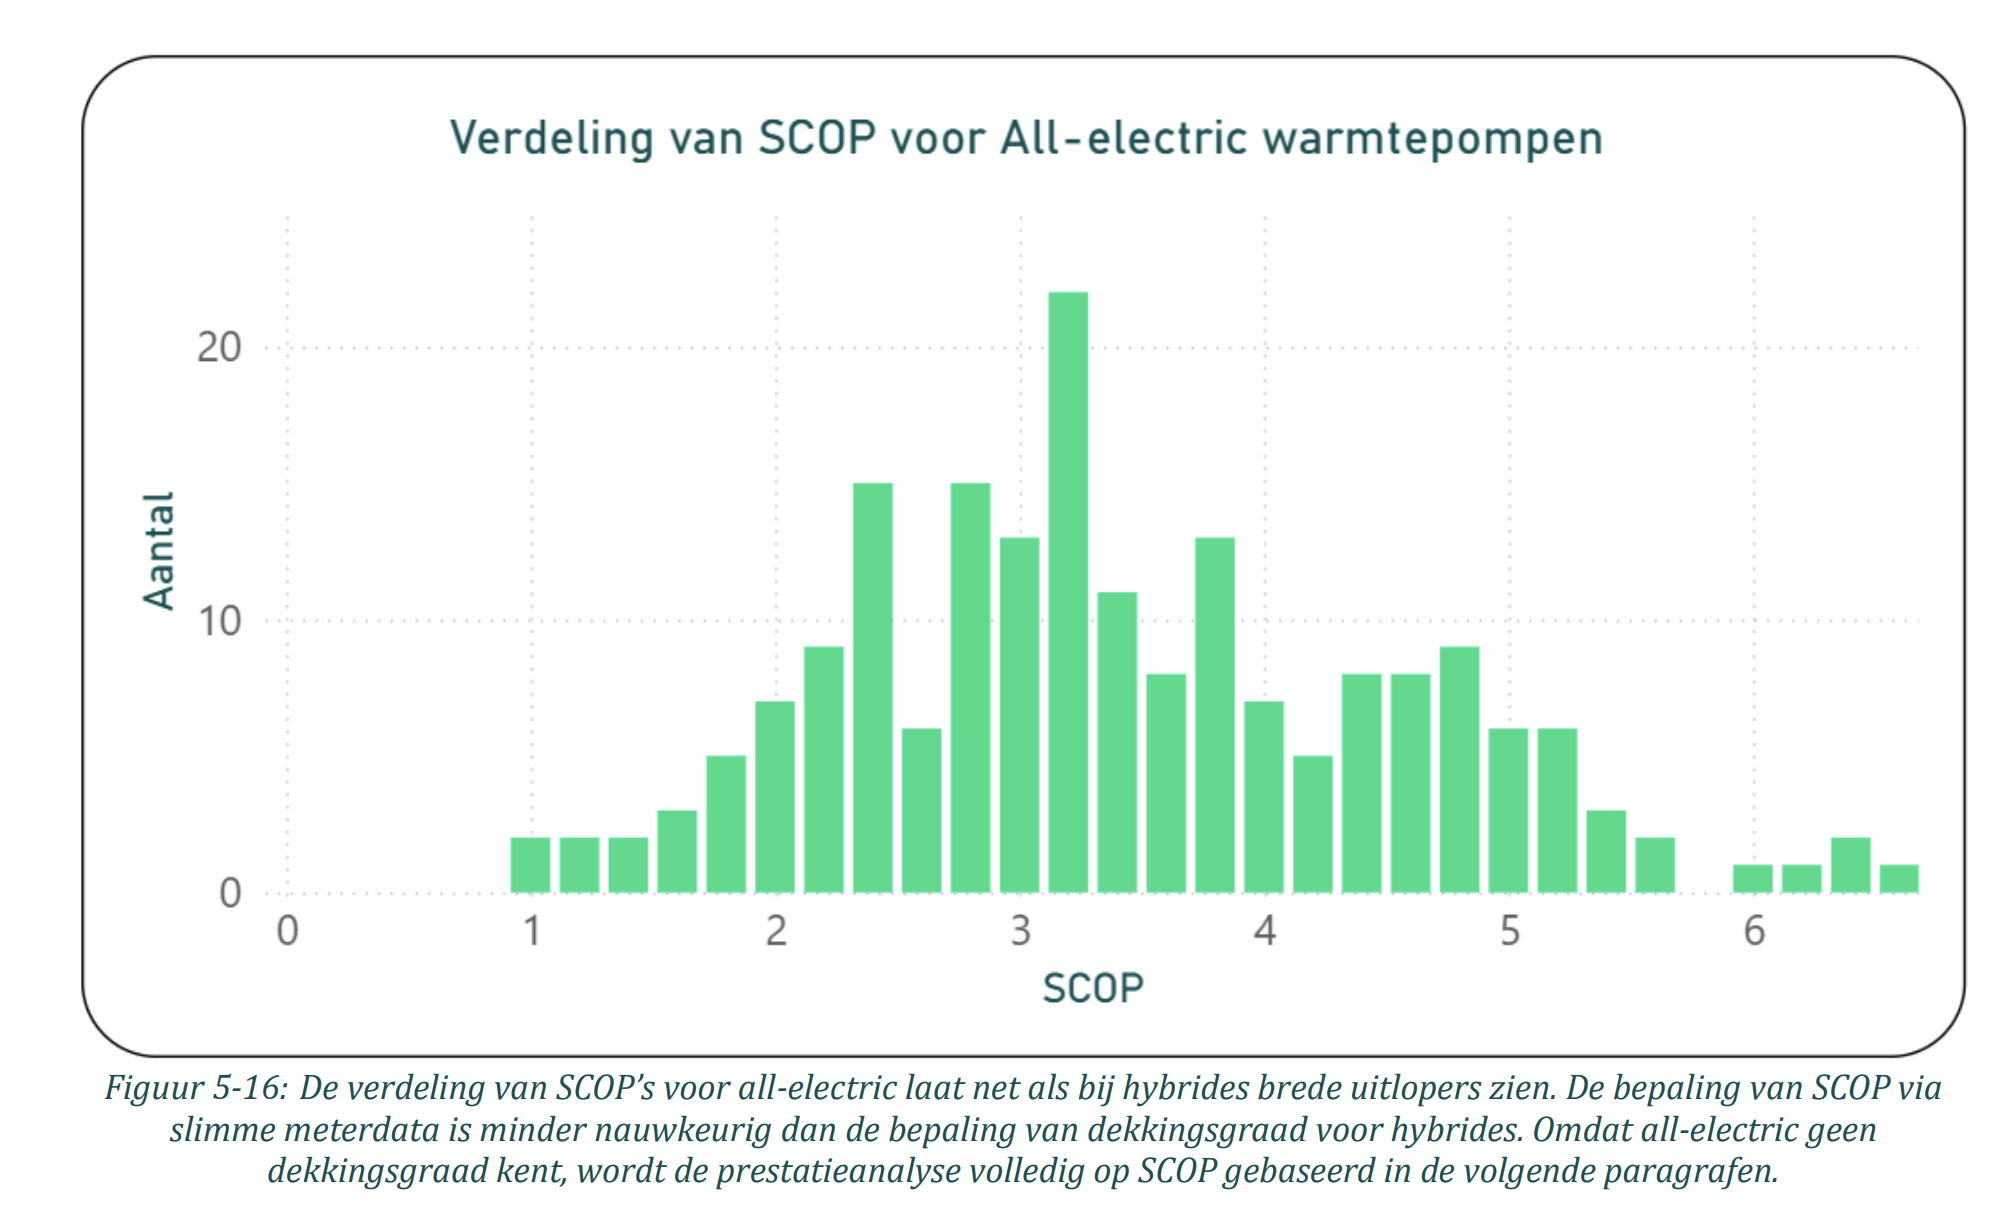 Verdeling van SCOP voor All-electric warmtepompen
Aantal
20
10
0
0 1 2 3 4 5 6
SCOP
Figuur 5-16: De verdeling van SCOP’s voor all-electric laat net als bij hybrides brede uitlopers zien. De bepaling van SCOP via
slimme meterdata is minder nauwkeurig dan de bepaling van dekkingsgraad voor hybrides. Omdat all-electric geen
dekkingsgraad kent, wordt de prestatieanalyse volledig op SCOP gebaseerd in de volgende paragrafen.